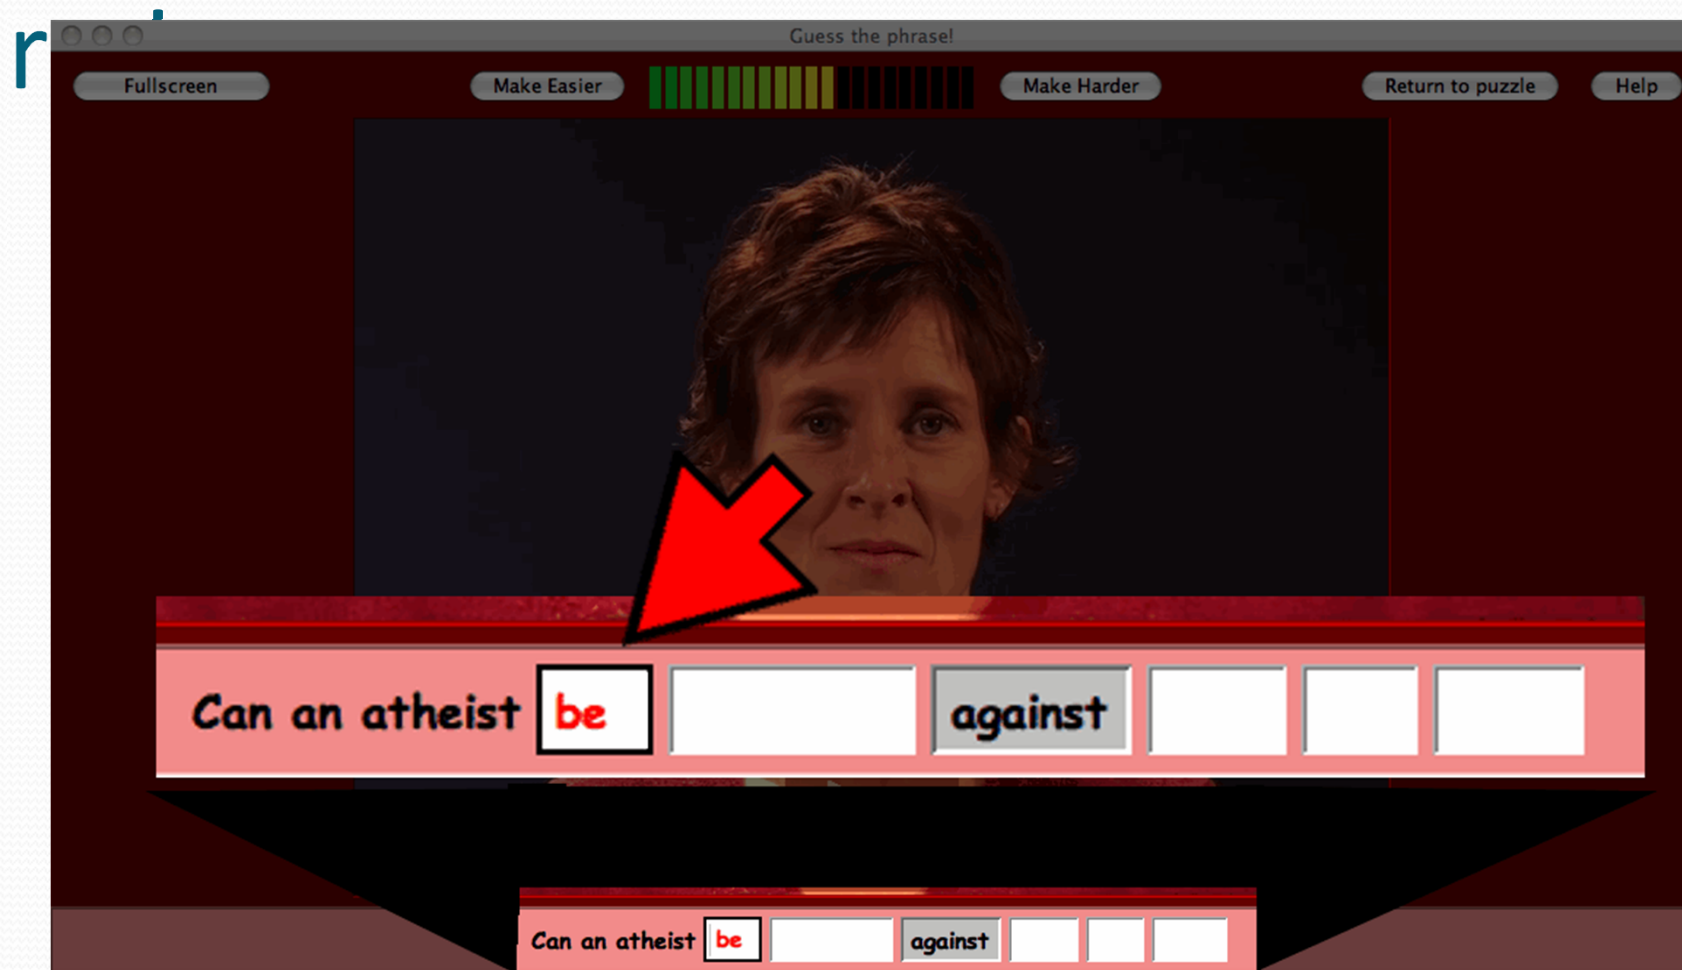 Guess the phrase!
Fullscreen Make Easier Make Harder Return to puzzle Help
Can an atheist be against
Can an atheist be against